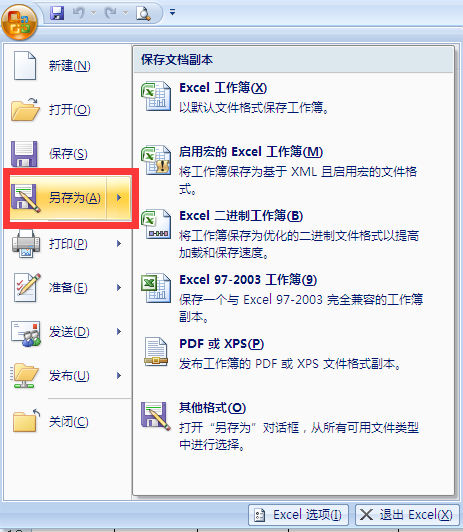 保存文档副本
新建(N)
打开(O)
保存(S)
另存为(A)
打印(P)
准备(E)
发送(D)
发布(U)
关闭(C)
Excel 工作簿(X)
以默认文件格式保存工作簿。
启用宏的 Excel 工作簿(M)
将工作簿保存为基于 XML 且启用宏的文件格
式。
Excel 二进制工作簿(B)
将工作簿保存为优化的二进制文件格式以提高
加载和保存速度。
Excel 97-2003 工作簿(9)
保存一个与 Excel 97-2003 完全兼容的工作簿
副本。
PDF 或 XPS(P)
发布工作簿的 PDF 或 XPS 文件格式副本。
其他格式(O)
打开“另存为”对话框，从所有可用文件类型
中进行选择。
Excel 选项(I)
退出 Excel(X)